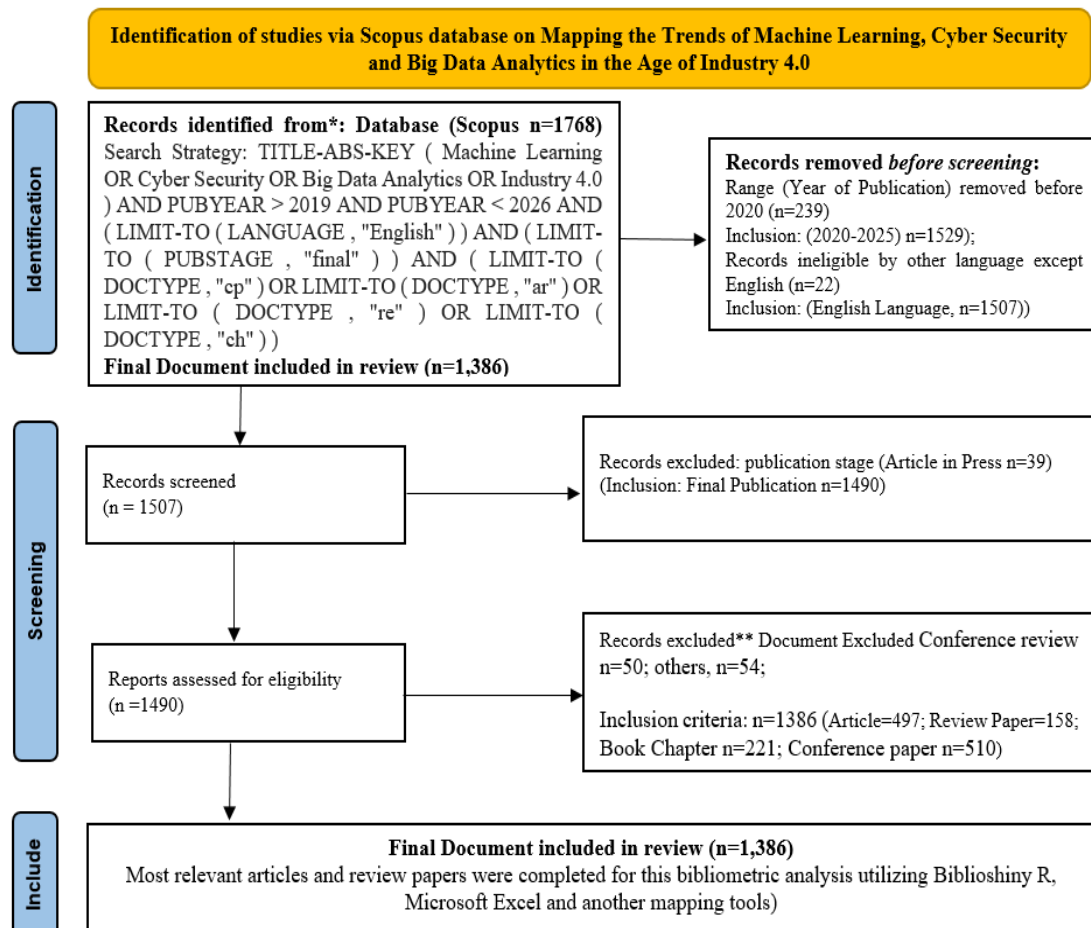 Identification of studies via Scopus database on Mapping the Trends of Machine Learning, Cyber Security
and Big Data Analytics in the Age of Industry 4.0
Identification
Records identified from*: Database (Scopus n=1768)
Search Strategy: TITLE-ABS-KEY ( Machine Learning
OR Cyber Security OR Big Data Analytics OR Industry 4.0
) AND PUBYEAR > 2019 AND PUBYEAR < 2026 AND
( LIMIT-TO ( LANGUAGE , "English" ) ) AND ( LIMIT-
TO ( PUBSTAGE , "final" ) ) AND ( LIMIT-TO (
DOCTYPE , "cp" ) OR LIMIT-TO ( DOCTYPE , "ar" ) OR
LIMIT-TO ( DOCTYPE , "re" ) OR LIMIT-TO (
DOCTYPE , "ch" ) )
Final Document included in review (n=1,386)
Records removed before screening:
Range (Year of Publication) removed before
2020 (n=239)
Inclusion: (2020-2025) n=1529);
Records ineligible by other language except
English (n=22)
Inclusion: (English Language, n=1507))
Screening
Records screened
(n = 1507)
Records excluded: publication stage (Article in Press n=39)
(Inclusion: Final Publication n=1490)
Reports assessed for eligibility
(n =1490)
Records excluded** Document Excluded Conference review
n=50; others, n=54;
Inclusion criteria: n=1386 (Article=497; Review Paper=158;
Book Chapter n=221; Conference paper n=510)
Include
Final Document included in review (n=1,386)
Most relevant articles and review papers were completed for this bibliometric analysis utilizing Biblioshiny R,
Microsoft Excel and another mapping tools)